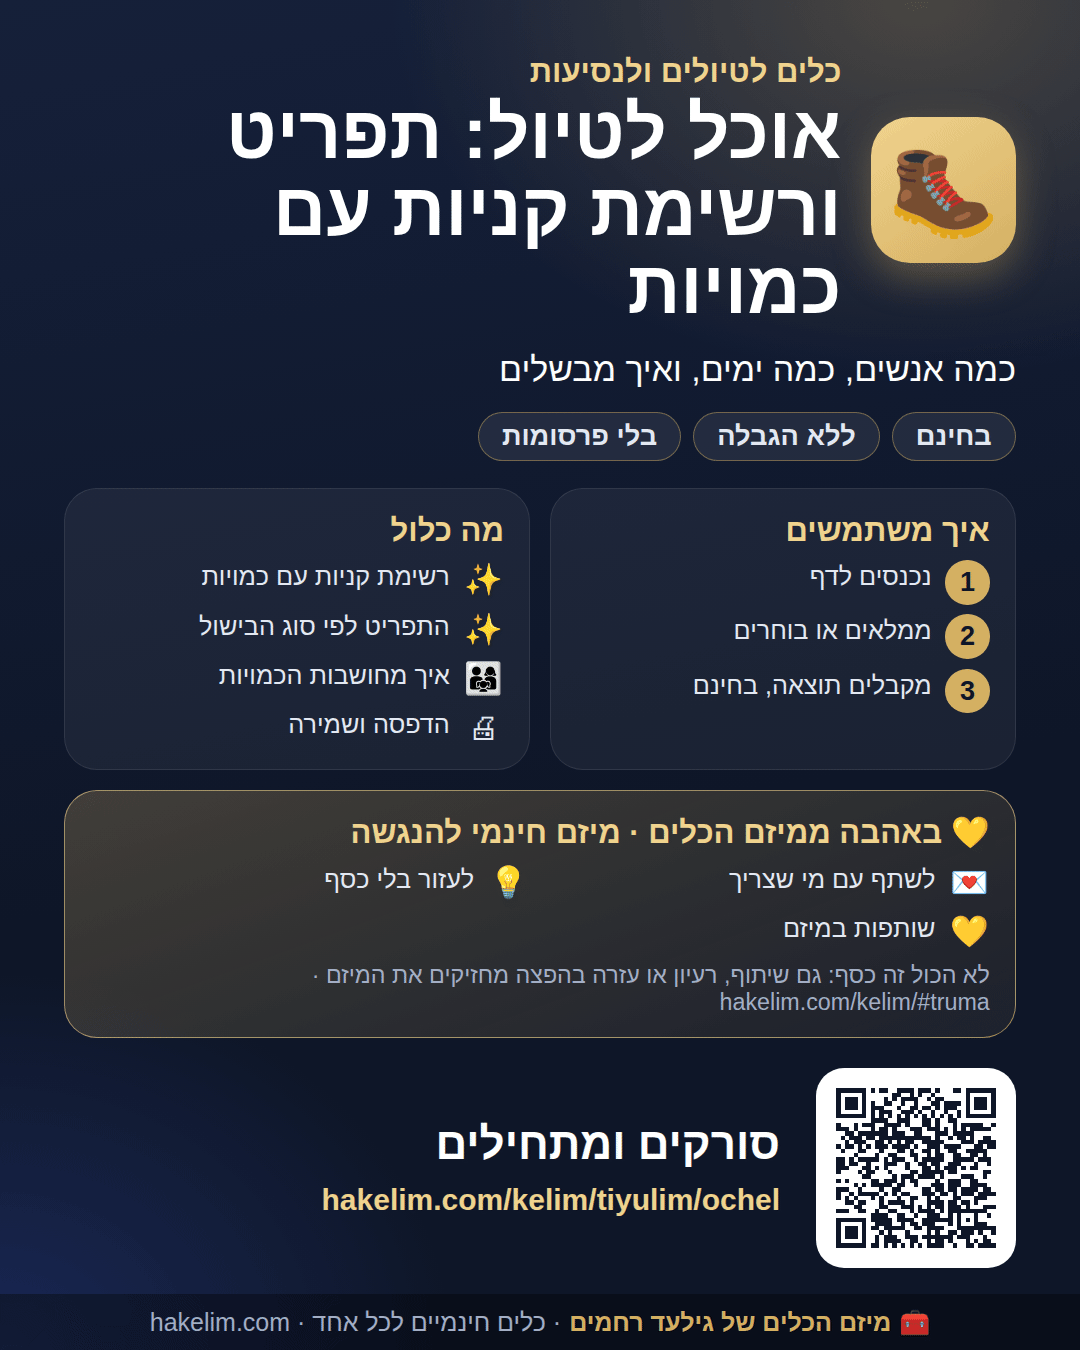 כלים לטיולים ולנסיעות
אוכל לטיול: תפריט
ורשימת קניות עם
כמויות
כמה אנשים, כמה ימים, ואיך מבשלים
בחינם
ללא הגבלה
בלי פרסומות
איך משתמשים
1 נכנסים לדף
2 ממלאים או בוחרים
3 מקבלים תוצאה, בחינם
מה כלול
✨ רשימת קניות עם כמויות
✨ התפריט לפי סוג הבישול
👨‍👩‍👧 איך מחושבות הכמויות
🖨 הדפסה ושמירה
💛 באהבה ממיזם הכלים · מיזם חינמי להנגשה
💌 לשתף עם מי שצריך
💡 לעזור בלי כסף
💛 שותפות במיזם
לא הכול זה כסף: גם שיתוף, רעיון או עזרה בהפצה מחזיקים את המיזם ·
hakelim.com/kelim/#truma
סורקים ומתחילים
hakelim.com/kelim/tiyulim/ochel
🧰 מיזם הכלים של גילעד רחמים · כלים חינמיים לכל אחד · hakelim.com